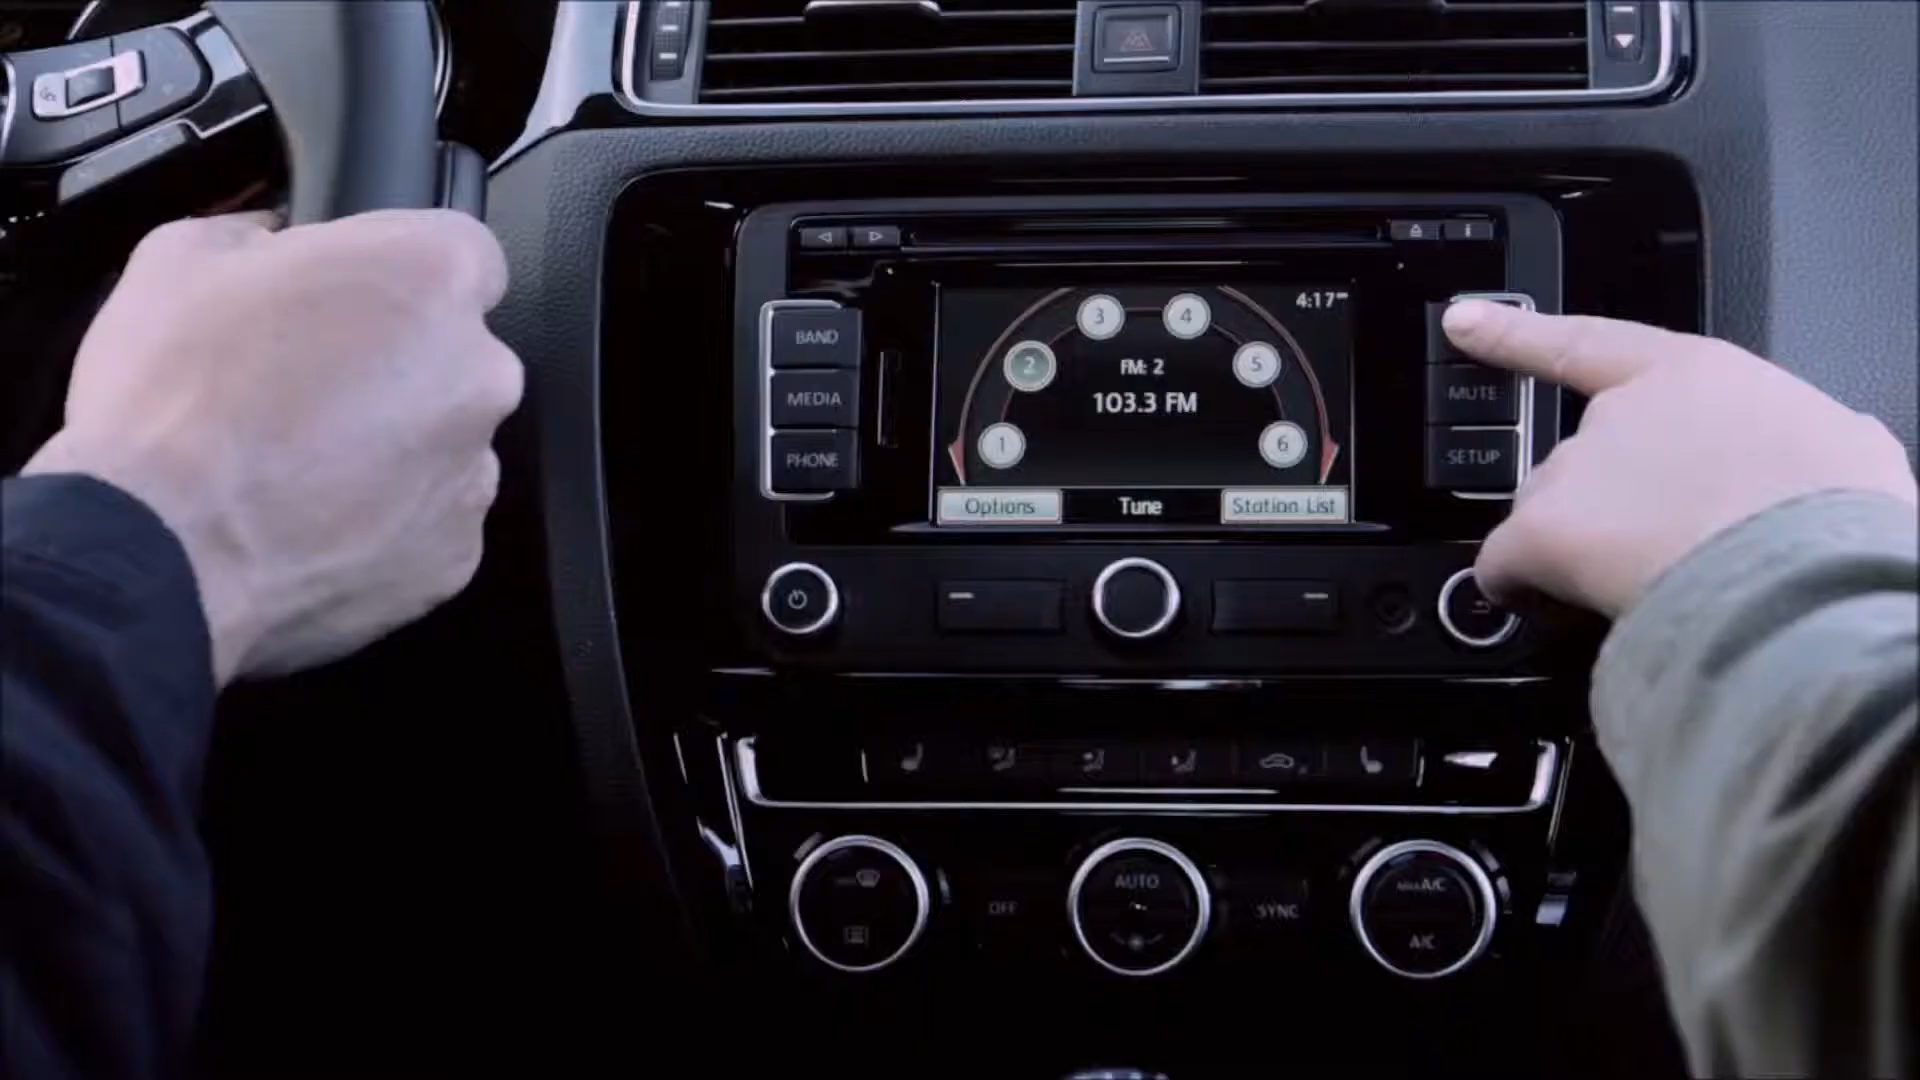 4:17
3
4
2
FM: 2
5
BAND
MEDIA
103.3 FM
MUTE
1
6
PHONE
SETUP
Options
Tune
Station List
AUTO
A/C
OFF
SYNC
A/C